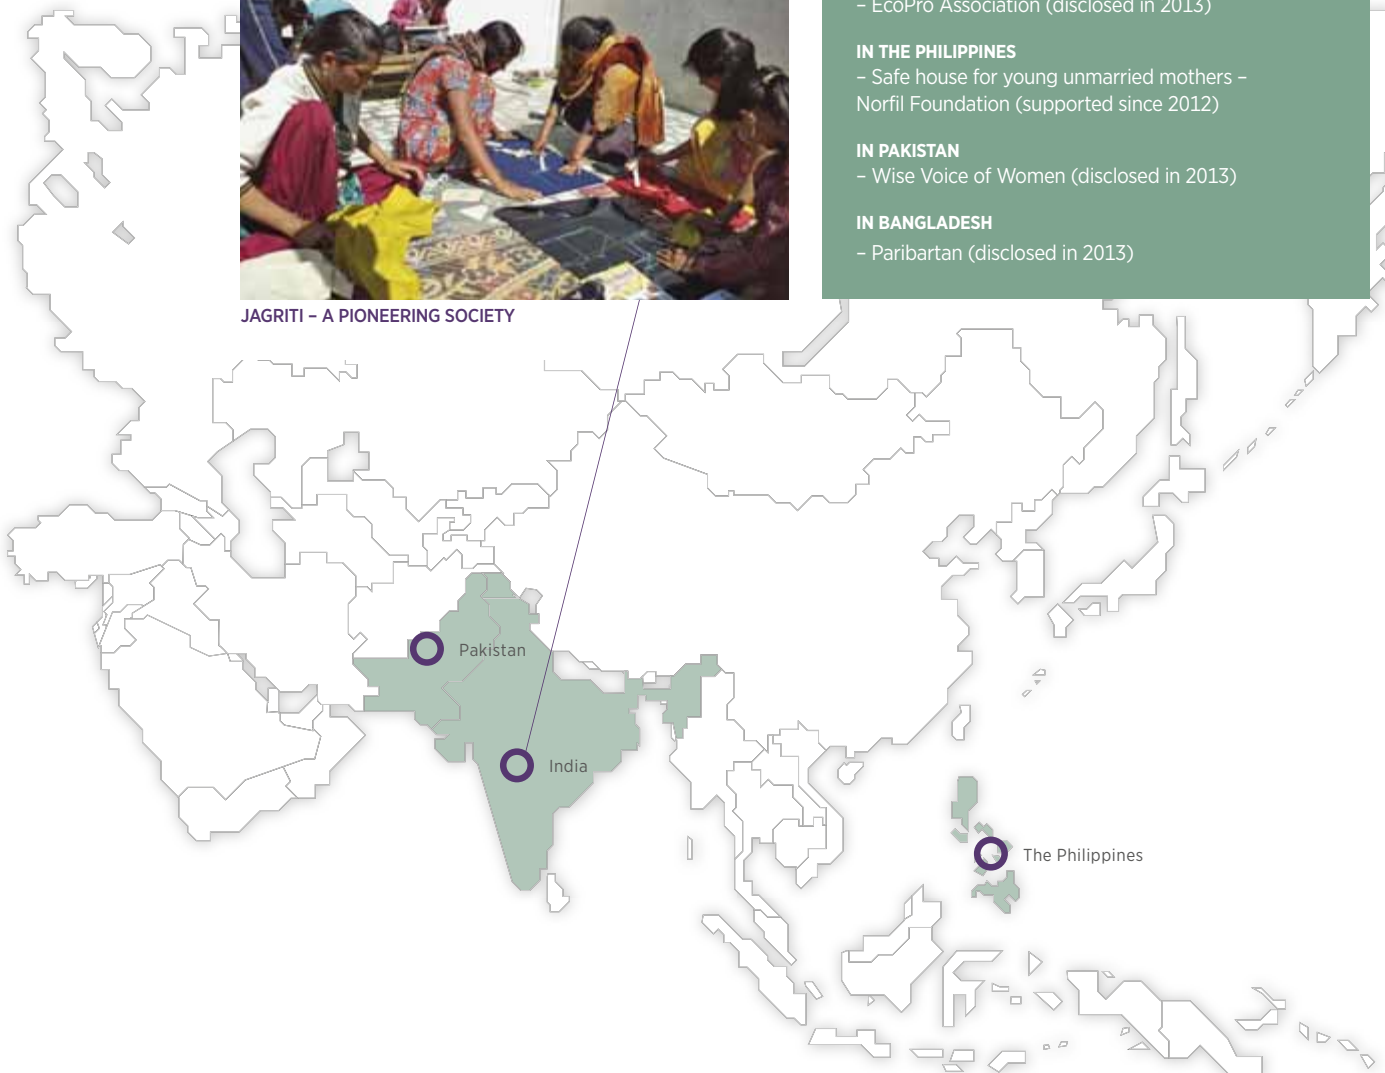 – EcoPro Association (disclosed in 2013)
IN THE PHILIPPINES
– Safe house for young unmarried mothers –
Norfil Foundation (supported since 2012)
IN PAKISTAN
– Wise Voice of Women (disclosed in 2013)
IN BANGLADESH
– Paribartan (disclosed in 2013)
JAGRITI – A PIONEERING SOCIETY
Pakistan
India
The Philippines